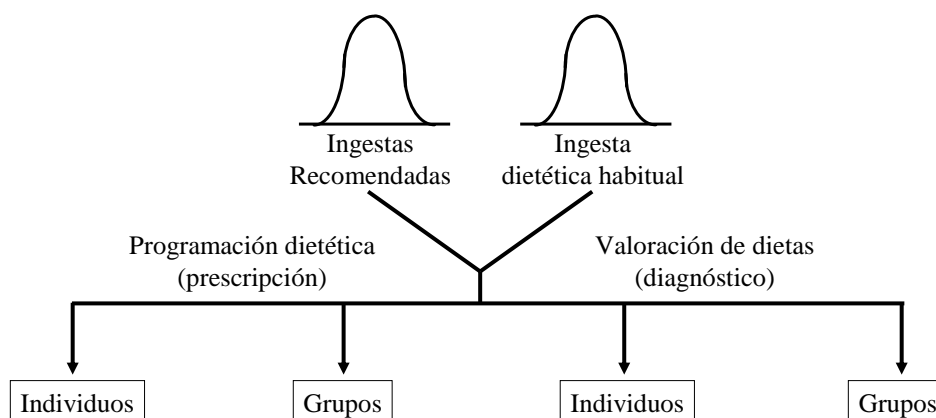 Ingestas
Recomendadas
Ingesta
dietética habitual
Programación dietética
(prescripción)
Valoración de dietas
(diagnóstico)
Individuos
Grupos
Individuos
Grupos